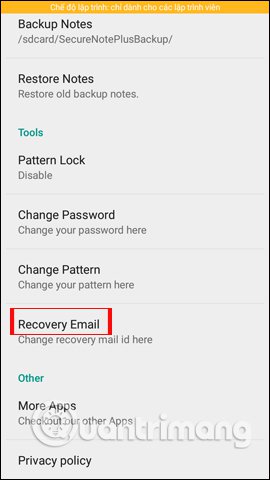 Chế độ lập trình: chỉ dành cho các lập trình viên
Backup Notes
/sdcard/SecureNotePlusBackup/
Restore Notes
Restore old backup notes.
Tools
Pattern Lock
Disable
Change Password
Change your password here
Change Pattern
Change your pattern here
Recovery Email
Change recovery mail id here
Other
More Apps
Checkout our other Apps
Quantrimang
Privacy policy